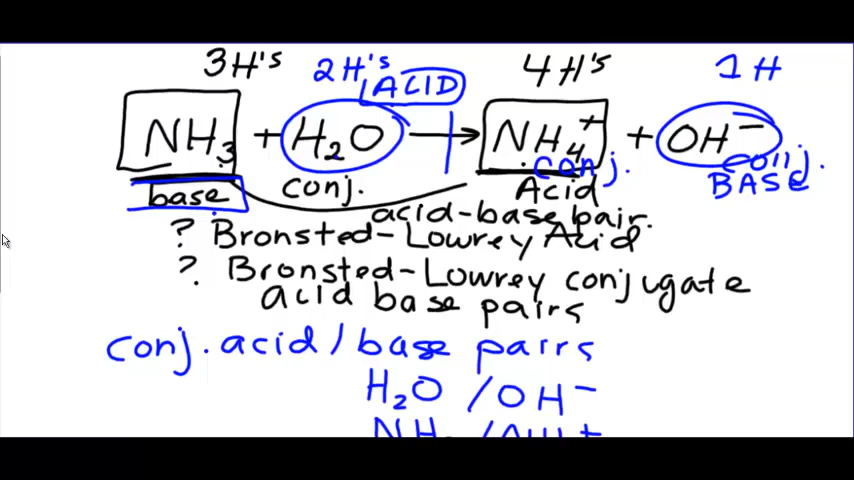 3H's 2H's 4H's 1H
ACID
NH₃ + H₂O → NH₄⁺ + OH⁻
conj. conj.
base conj. Acid BASE
acid-base pair.
? Bronsted-Lowrey Acid
? Bronsted-Lowrey conjugate
acid base pairs
conj. acid/base pairs
H₂O /OH⁻